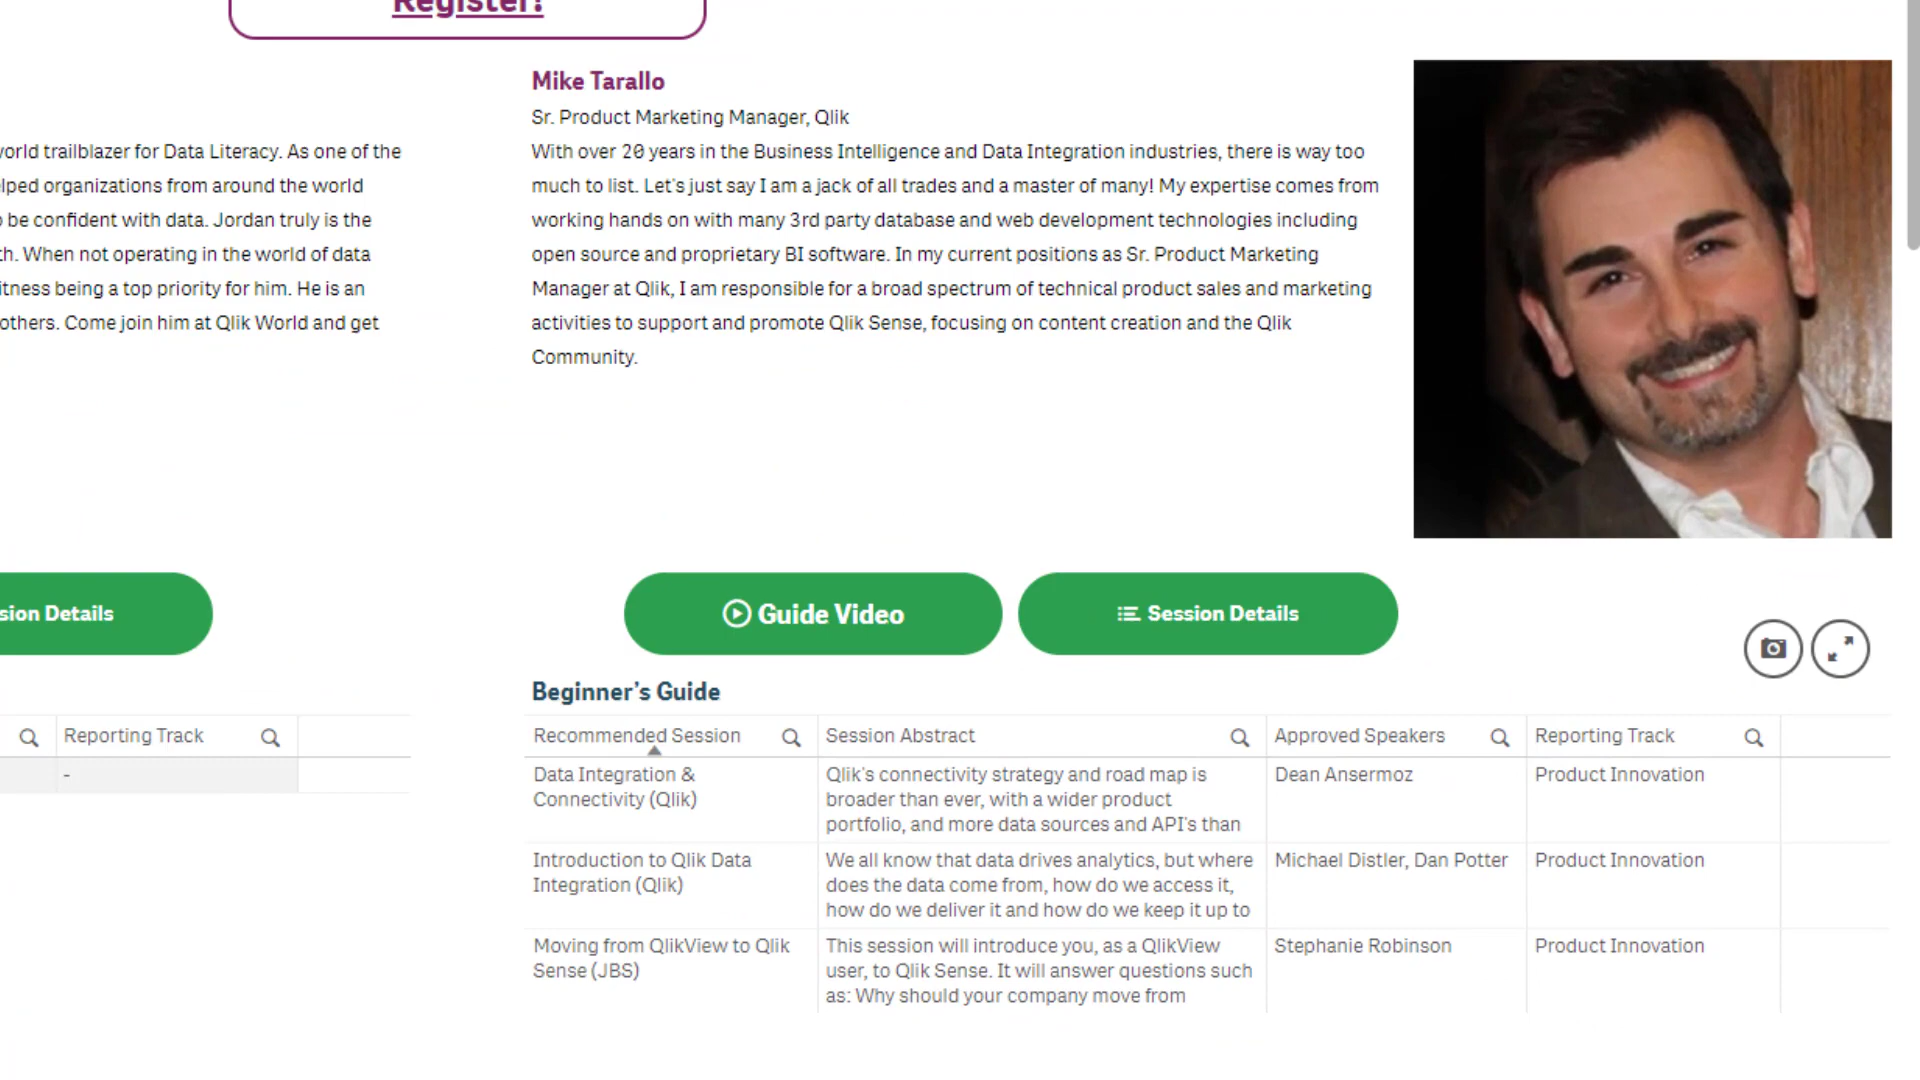 Register!
world trailblazer for Data Literacy. As one of the
elped organizations from around the world
o be confident with data. Jordan truly is the
th. When not operating in the world of data
itness being a top priority for him. He is an
others. Come join him at Qlik World and get
sion Details
Reporting Track
-
Mike Tarallo
Sr. Product Marketing Manager, Qlik
With over 20 years in the Business Intelligence and Data Integration industries, there is way too
much to list. Let's just say I am a jack of all trades and a master of many! My expertise comes from
working hands on with many 3rd party database and web development technologies including
open source and proprietary BI software. In my current positions as Sr. Product Marketing
Manager at Qlik, I am responsible for a broad spectrum of technical product sales and marketing
activities to support and promote Qlik Sense, focusing on content creation and the Qlik
Community.
Guide Video
Session Details
Beginner's Guide
Recommended Session Session Abstract Approved Speakers Reporting Track
Data Integration &
Connectivity (Qlik)
Qlik's connectivity strategy and road map is
broader than ever, with a wider product
portfolio, and more data sources and API's than
Dean Ansermoz
Product Innovation
Introduction to Qlik Data
Integration (Qlik)
We all know that data drives analytics, but where
does the data come from, how do we access it,
how do we deliver it and how do we keep it up to
Michael Distler, Dan Potter
Product Innovation
Moving from QlikView to Qlik
Sense (JBS)
This session will introduce you, as a QlikView
user, to Qlik Sense. It will answer questions such
as: Why should your company move from
Stephanie Robinson
Product Innovation